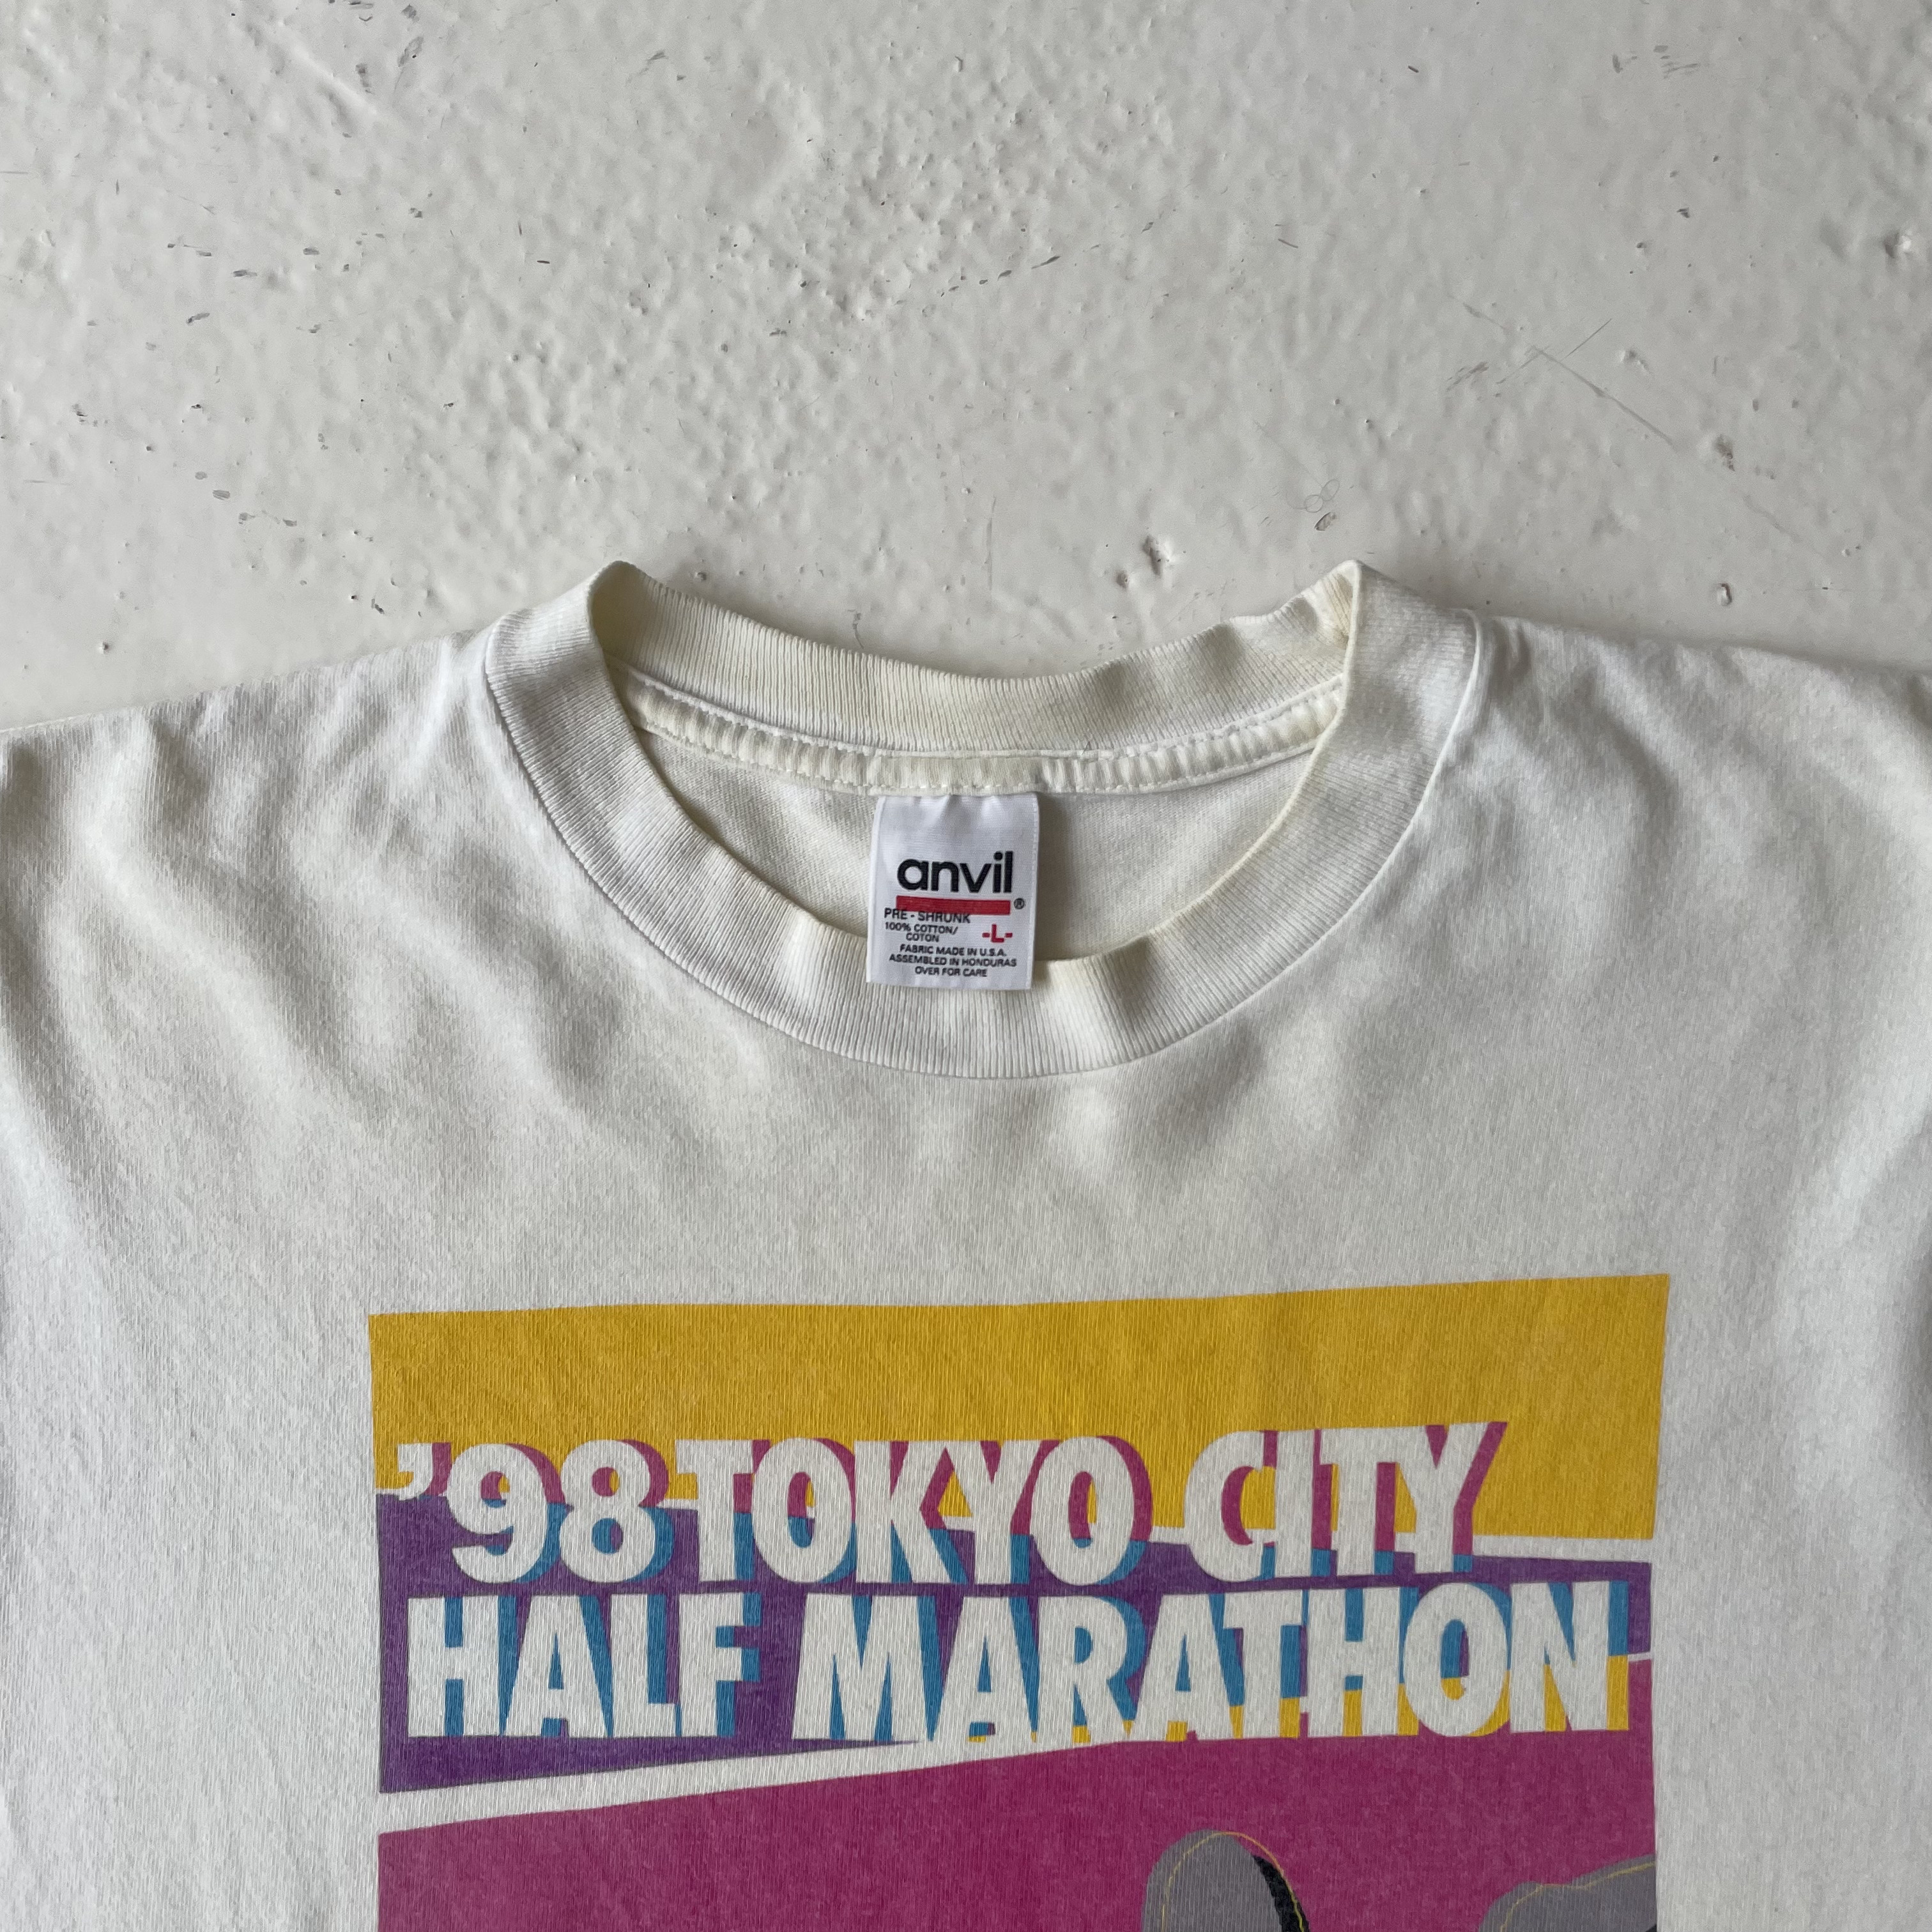 anvil®
PRE - SHRUNK
100% COTTON/
COTON
-L-
FABRIC MADE IN U.S.A.
ASSEMBLED IN HONDURAS
OVER FOR CARE
'98 TOKYO CITY
HALF MARATHON